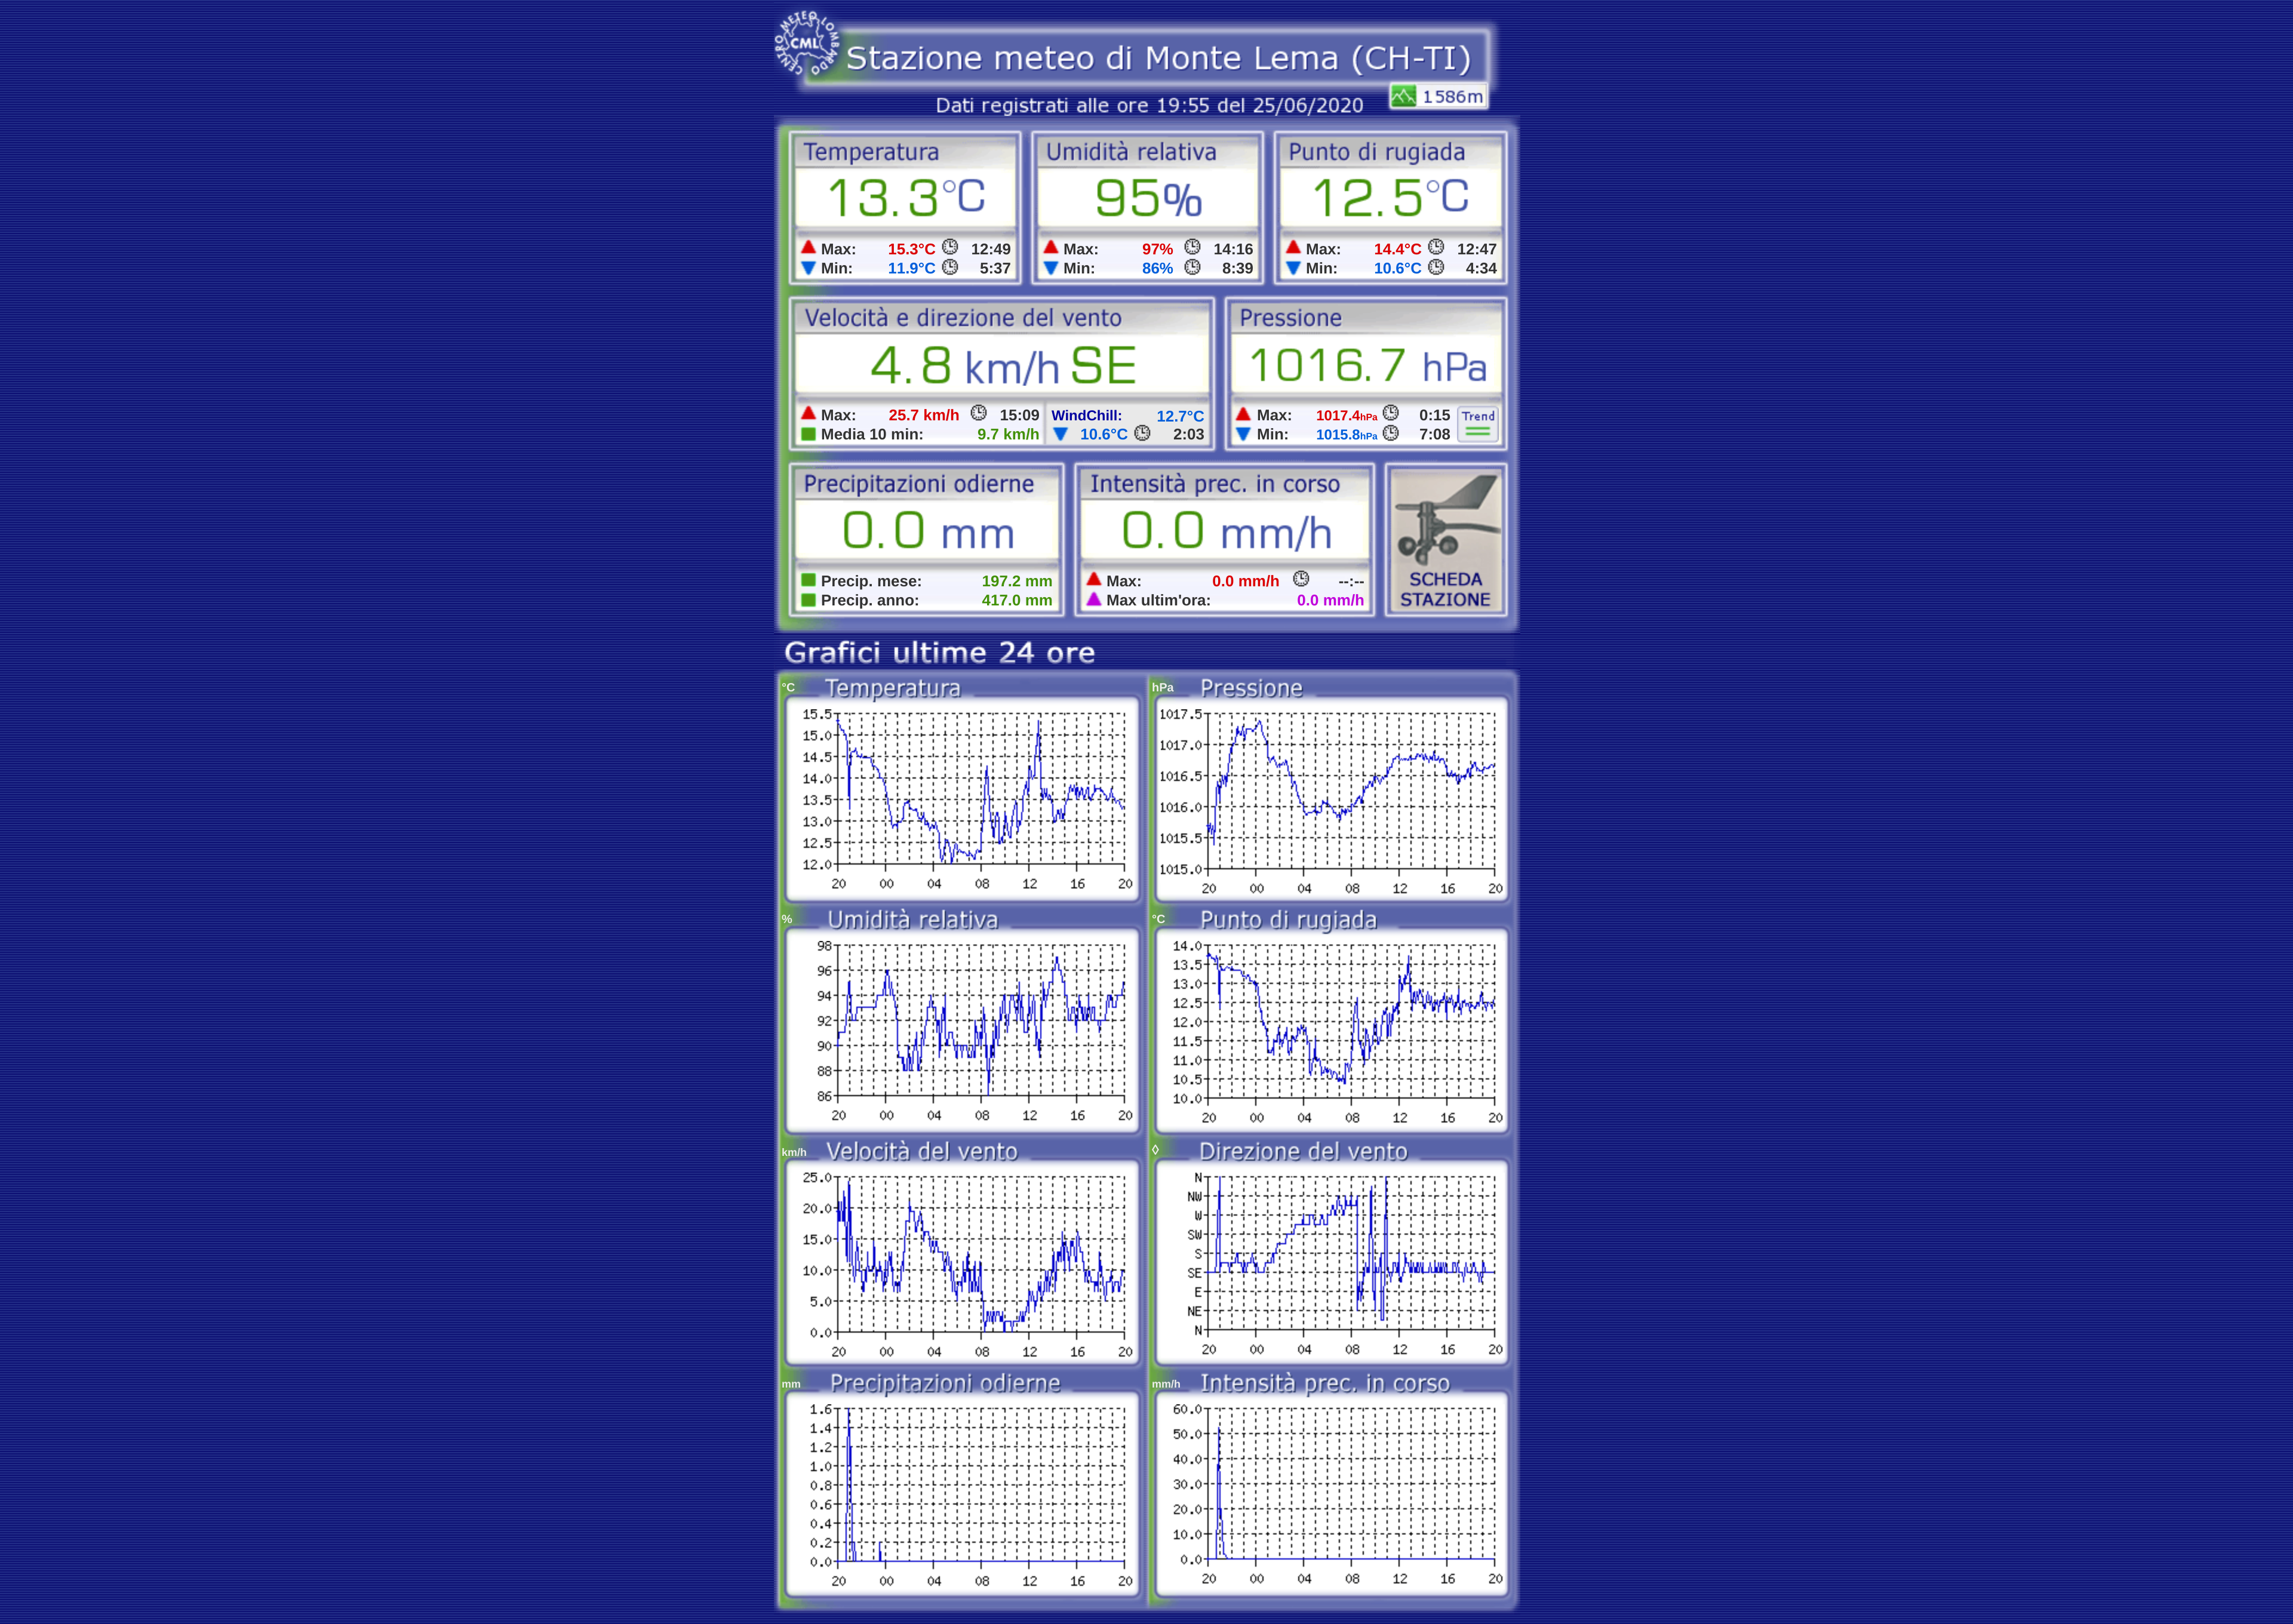 CENTRO METEO LOMBARDO
CML
Stazione meteo di Monte Lema (CH-TI)
1586m
Dati registrati alle ore 19:55 del 25/06/2020
Temperatura
13.3°C
Max: 15.3°C 12:49
Min: 11.9°C 5:37
Umidità relativa
95%
Max: 97% 14:16
Min: 86% 8:39
Punto di rugiada
12.5°C
Max: 14.4°C 12:47
Min: 10.6°C 4:34
Velocità e direzione del vento
4.8 km/h SE
Max: 25.7 km/h 15:09
Media 10 min: 9.7 km/h
WindChill: 12.7°C
10.6°C 2:03
Pressione
1016.7 hPa
Max: 1017.4hPa 0:15
Min: 1015.8hPa 7:08
Trend
Precipitazioni odierne
0.0 mm
Precip. mese: 197.2 mm
Precip. anno: 417.0 mm
Intensità prec. in corso
0.0 mm/h
Max: 0.0 mm/h --:--
Max ultim'ora: 0.0 mm/h
SCHEDA
STAZIONE
Grafici ultime 24 ore
°C Temperatura
15.5
15.0
14.5
14.0
13.5
13.0
12.5
12.0
20 00 04 08 12 16 20
hPa Pressione
1017.5
1017.0
1016.5
1016.0
1015.5
1015.0
20 00 04 08 12 16 20
% Umidità relativa
98
96
94
92
90
88
86
20 00 04 08 12 16 20
°C Punto di rugiada
14.0
13.5
13.0
12.5
12.0
11.5
11.0
10.5
10.0
20 00 04 08 12 16 20
km/h Velocità del vento
25.0
20.0
15.0
10.0
5.0
0.0
20 00 04 08 12 16 20
◊ Direzione del vento
N
NW
W
SW
S
SE
E
NE
N
20 00 04 08 12 16 20
mm Precipitazioni odierne
1.6
1.4
1.2
1.0
0.8
0.6
0.4
0.2
0.0
20 00 04 08 12 16 20
mm/h Intensità prec. in corso
60.0
50.0
40.0
30.0
20.0
10.0
0.0
20 00 04 08 12 16 20